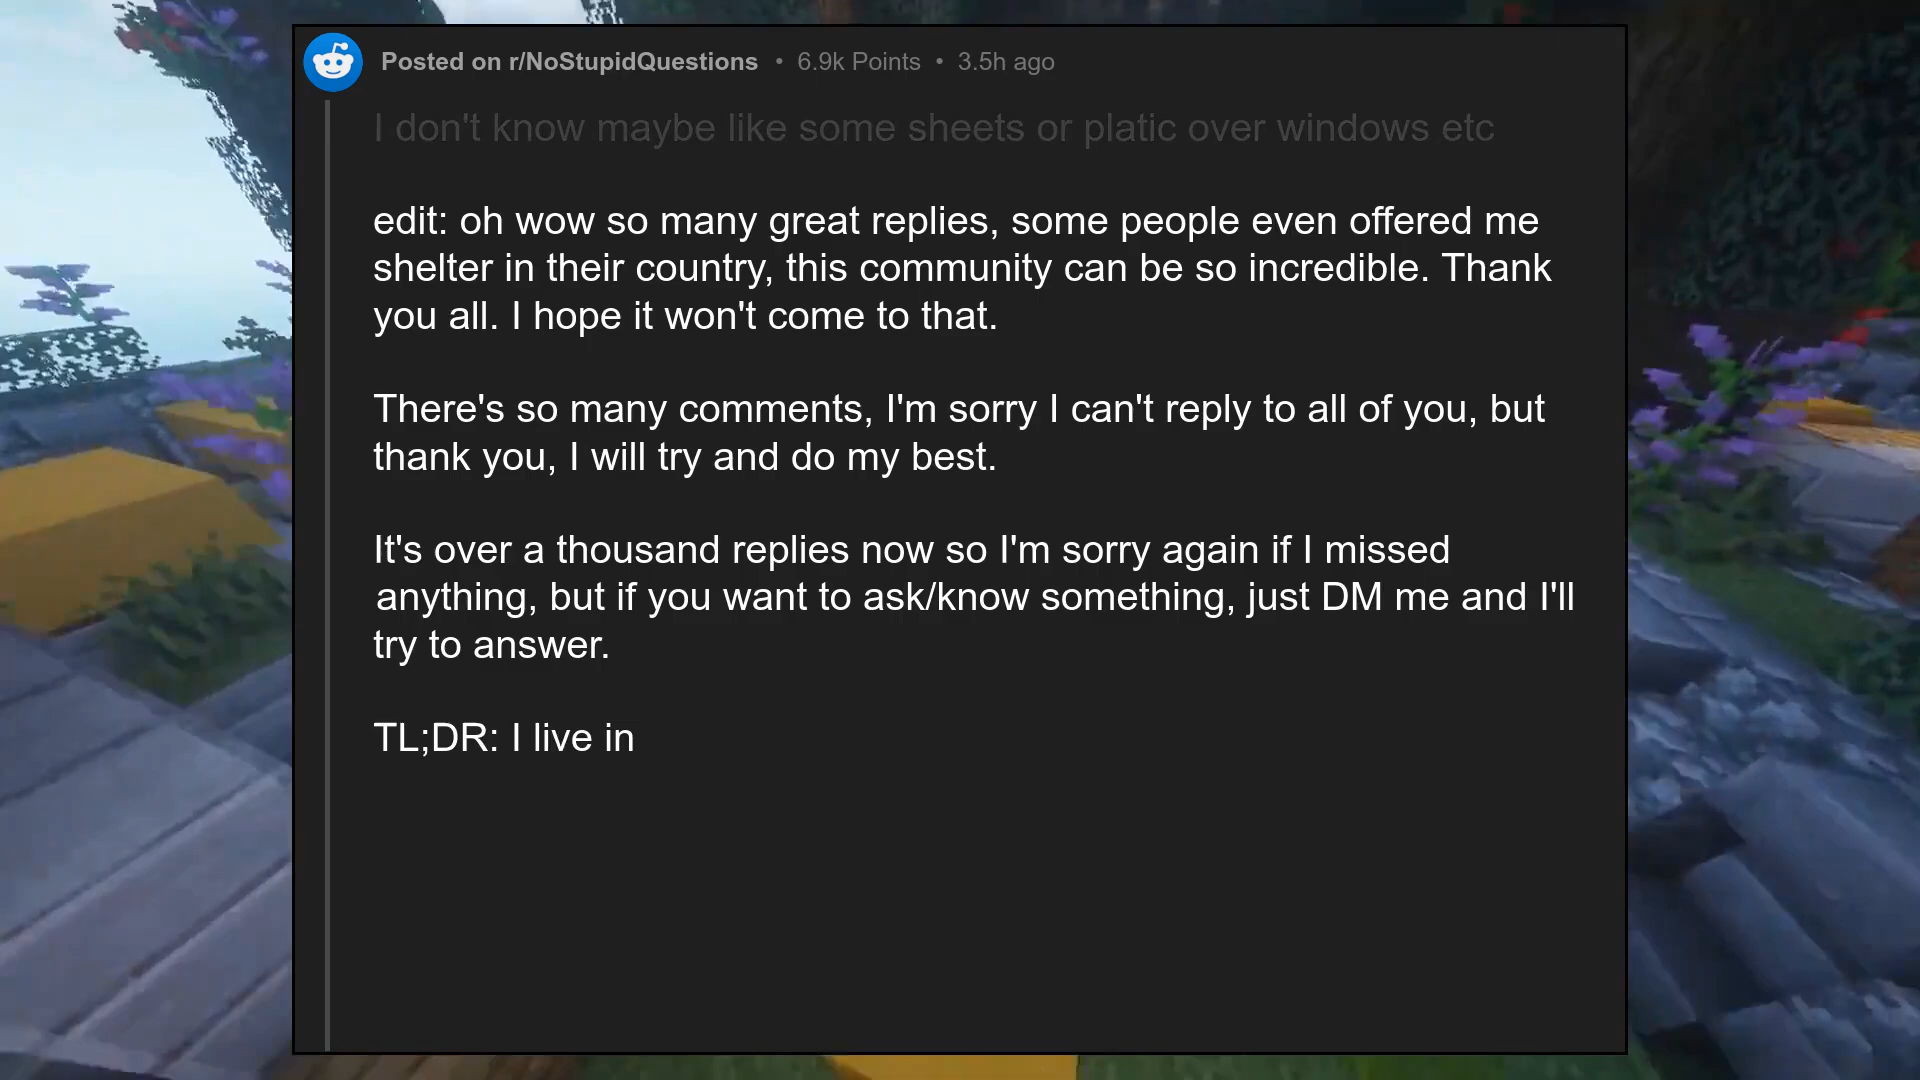 Posted on r/NoStupidQuestions • 6.9k Points • 3.5h ago
I don't know maybe like some sheets or platic over windows etc
edit: oh wow so many great replies, some people even offered me
shelter in their country, this community can be so incredible. Thank
you all. I hope it won't come to that.
There's so many comments, I'm sorry I can't reply to all of you, but
thank you, I will try and do my best.
It's over a thousand replies now so I'm sorry again if I missed
anything, but if you want to ask/know something, just DM me and I'll
try to answer.
TL;DR: I live in